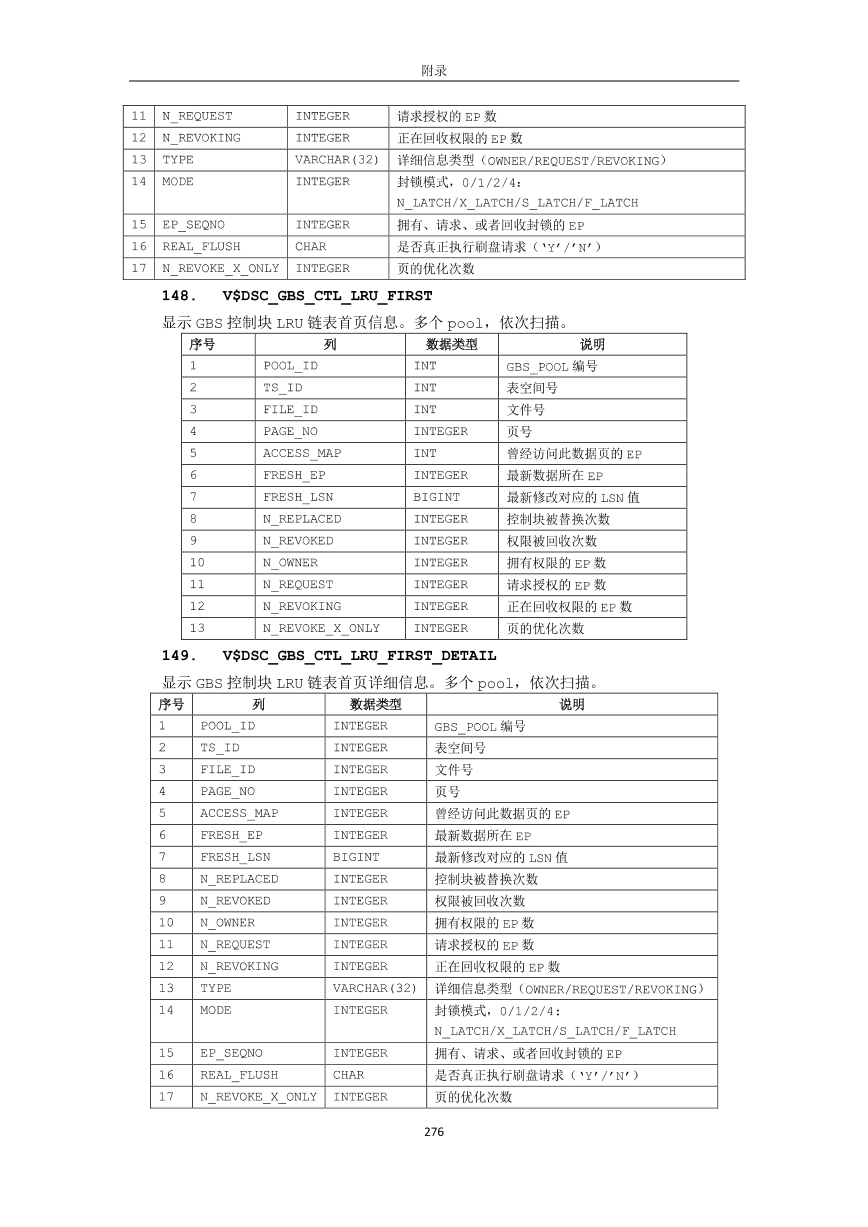 附录
11 N_REQUEST INTEGER 请求授权的 EP 数
12 N_REVOKING INTEGER 正在回收权限的 EP 数
13 TYPE VARCHAR(32) 详细信息类型（OWNER/REQUEST/REVOKING）
14 MODE INTEGER 封锁模式，0/1/2/4：
N_LATCH/X_LATCH/S_LATCH/F_LATCH
15 EP_SEQNO INTEGER 拥有、请求、或者回收封锁的 EP
16 REAL_FLUSH CHAR 是否真正执行刷盘请求（‘Y’/’N’）
17 N_REVOKE_X_ONLY INTEGER 页的优化次数
148. V$DSC_GBS_CTL_LRU_FIRST
显示 GBS 控制块 LRU 链表首页信息。多个 pool，依次扫描。
序号 列 数据类型 说明
1 POOL_ID INT GBS_POOL 编号
2 TS_ID INT 表空间号
3 FILE_ID INT 文件号
4 PAGE_NO INTEGER 页号
5 ACCESS_MAP INT 曾经访问此数据页的 EP
6 FRESH_EP INTEGER 最新数据所在 EP
7 FRESH_LSN BIGINT 最新修改对应的 LSN 值
8 N_REPLACED INTEGER 控制块被替换次数
9 N_REVOKED INTEGER 权限被回收次数
10 N_OWNER INTEGER 拥有权限的 EP 数
11 N_REQUEST INTEGER 请求授权的 EP 数
12 N_REVOKING INTEGER 正在回收权限的 EP 数
13 N_REVOKE_X_ONLY INTEGER 页的优化次数
149. V$DSC_GBS_CTL_LRU_FIRST_DETAIL
显示 GBS 控制块 LRU 链表首页详细信息。多个 pool，依次扫描。
序号 列 数据类型 说明
1 POOL_ID INTEGER GBS_POOL 编号
2 TS_ID INTEGER 表空间号
3 FILE_ID INTEGER 文件号
4 PAGE_NO INTEGER 页号
5 ACCESS_MAP INTEGER 曾经访问此数据页的 EP
6 FRESH_EP INTEGER 最新数据所在 EP
7 FRESH_LSN BIGINT 最新修改对应的 LSN 值
8 N_REPLACED INTEGER 控制块被替换次数
9 N_REVOKED INTEGER 权限被回收次数
10 N_OWNER INTEGER 拥有权限的 EP 数
11 N_REQUEST INTEGER 请求授权的 EP 数
12 N_REVOKING INTEGER 正在回收权限的 EP 数
13 TYPE VARCHAR(32) 详细信息类型（OWNER/REQUEST/REVOKING）
14 MODE INTEGER 封锁模式，0/1/2/4：
N_LATCH/X_LATCH/S_LATCH/F_LATCH
15 EP_SEQNO INTEGER 拥有、请求、或者回收封锁的 EP
16 REAL_FLUSH CHAR 是否真正执行刷盘请求（‘Y’/’N’）
17 N_REVOKE_X_ONLY INTEGER 页的优化次数
276